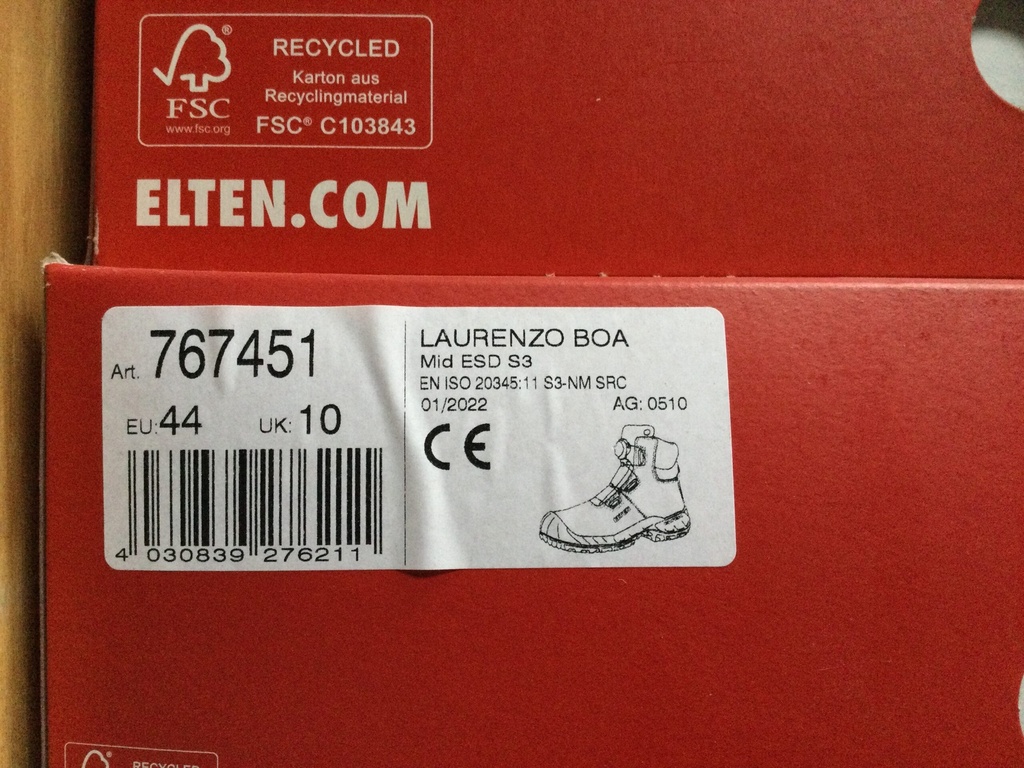 RECYCLED
Karton aus
Recyclingmaterial
FSC® C103843
®
FSC
www.fsc.org
ELTEN.COM
Art. 767451
EU: 44 UK: 10
4 030839 276211
LAURENZO BOA
Mid ESD S3
EN ISO 20345:11 S3-NM SRC
01/2022 AG: 0510
CE
®
RECYCLED